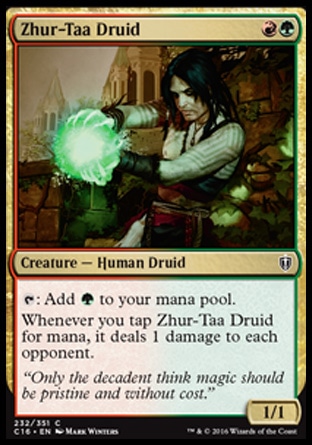 Zhur-Taa Druid
Creature — Human Druid
: Add to your mana pool.
Whenever you tap Zhur-Taa Druid
for mana, it deals 1 damage to each
opponent.
“Only the decadent think magic should
be pristine and without cost.”
1/1
232/351 C
C16 • EN Mark Winters
™ & © 2016 Wizards of the Coast